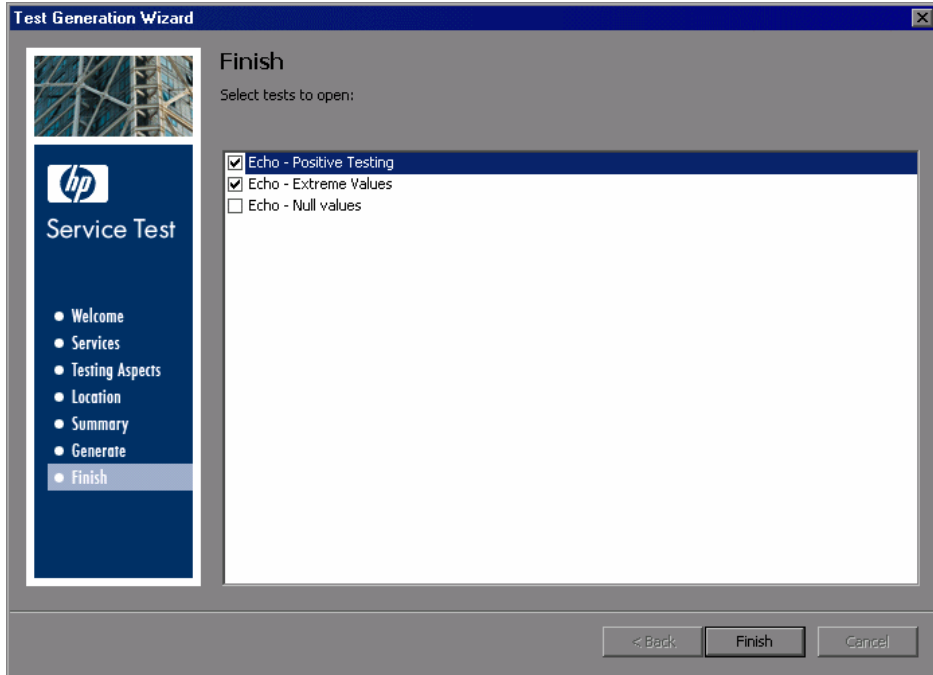 Test Generation Wizard
Finish
Select tests to open:
hp
Service Test
Welcome
Services
Testing Aspects
Location
Summary
Generate
Finish
Echo - Positive Testing
Echo - Extreme Values
Echo - Null values
< Back
Finish
Cancel